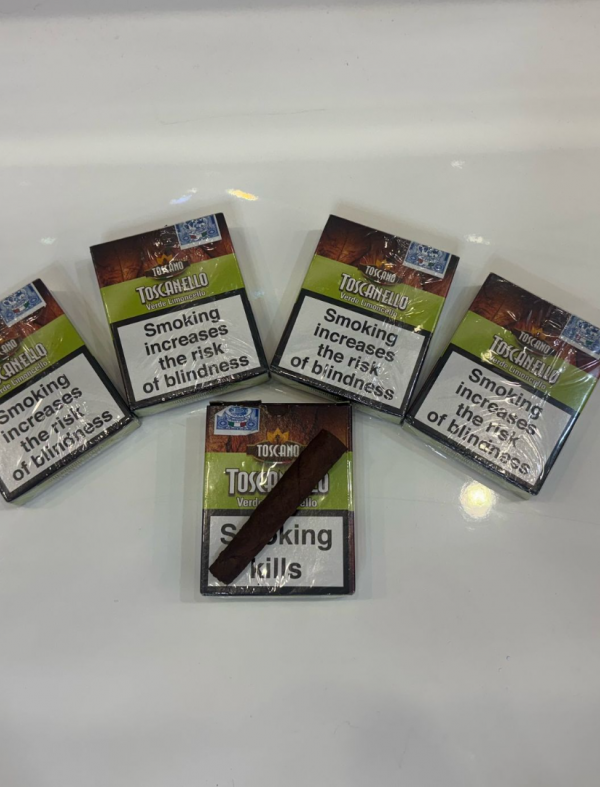 TOSCANO
TOSCANELLO
Verde Limoncello
Smoking
increases
the risk
of blindness
TOSCANO
TOSCANELLO
Verde Limoncello
Smoking
increases
the risk
of blindness
TOSCANO
TOSCANELLO
Verde Limoncello
Smoking
increases
the risk
of blindness
TOSCANO
TOSCANELLO
Verde Limoncello
Smoking
increases
the risk
of blindness
TOSCANO
Smoking
kills